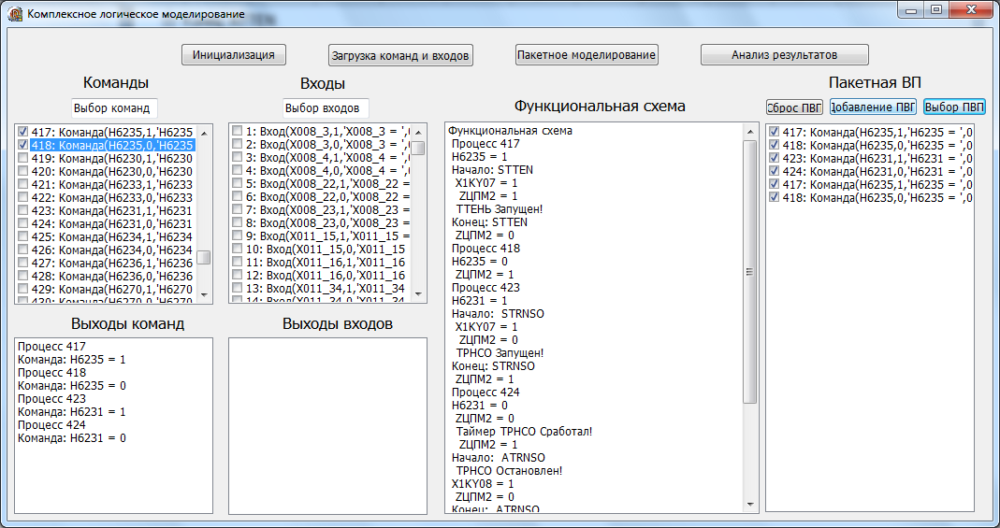 Комплексное логическое моделирование
Инициализация
Загрузка команд и входов
Пакетное моделирование
Анализ результатов
Команды
Выбор команд
417: Команда(H6235,1,'H6235
418: Команда(H6235,0,'H6235
419: Команда(H6230,1,'H6230
420: Команда(H6230,0,'H6230
421: Команда(H6233,1,'H6233
422: Команда(H6233,0,'H6233
423: Команда(H6231,1,'H6231
424: Команда(H6231,0,'H6231
425: Команда(H6234,1,'H6234
426: Команда(H6234,0,'H6234
427: Команда(H6236,1,'H6236
428: Команда(H6236,0,'H6236
429: Команда(H6270,1,'H6270
430: Команда(H6270,0,'H6270
Входы
Выбор входов
1: Вход(X008_3,1,'X008_3 = ',
2: Вход(X008_3,0,'X008_3 = ',
3: Вход(X008_4,1,'X008_4 = ',
4: Вход(X008_4,0,'X008_4 = ',
5: Вход(X008_22,1,'X008_22 =
6: Вход(X008_22,0,'X008_22 =
7: Вход(X008_23,1,'X008_23 =
8: Вход(X008_23,0,'X008_23 =
9: Вход(X011_15,1,'X011_15 =
10: Вход(X011_15,0,'X011_15
11: Вход(X011_16,1,'X011_16
12: Вход(X011_16,0,'X011_16
13: Вход(X011_34,1,'X011_34
14: Вход(X011_34,0,'X011_34
Выходы команд
Процесс 417
Команда: H6235 = 1
Процесс 418
Команда: H6235 = 0
Процесс 423
Команда: H6231 = 1
Процесс 424
Команда: H6231 = 0
Выходы входов
Функциональная схема
Функциональная схема
Процесс 417
H6235 = 1
Начало: STTEN
X1KY07 = 1
ZЦПМ2 = 1
ТТЕНЬ Запущен!
Конец: STTEN
ZЦПМ2 = 0
Процесс 418
H6235 = 0
ZЦПМ2 = 1
Процесс 423
H6231 = 1
Начало: STRNSO
X1KY07 = 1
ZЦПМ2 = 0
ТРНСО Запущен!
Конец: STRNSO
ZЦПМ2 = 1
Процесс 424
H6231 = 0
ZЦПМ2 = 0
Таймер ТРНСО Сработал!
ZЦПМ2 = 1
Начало: ATRNSO
ТРНСО Остановлен!
X1KY08 = 1
ZЦПМ2 = 0
Конец: ATRNSO
Пакетная ВП
Сброс ПВП
Добавление ПВП
Выбор ПВП
417: Команда(H6235,1,'H6235 = ',0
418: Команда(H6235,0,'H6235 = ',0
423: Команда(H6231,1,'H6231 = ',0
424: Команда(H6231,0,'H6231 = ',0
417: Команда(H6235,1,'H6235 = ',0
418: Команда(H6235,0,'H6235 = ',0